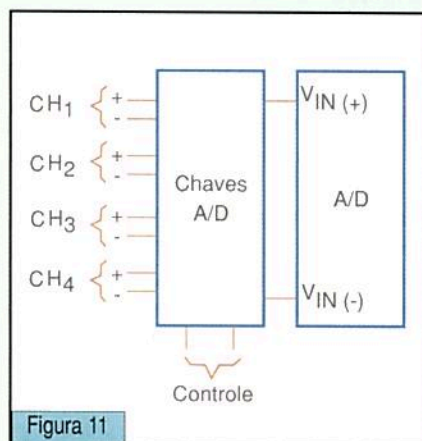 CH1 + -
CH2 + -
CH3 + -
CH4 + -
Chaves
A/D
VIN (+)
A/D
VIN (-)
Controle
Figura 11